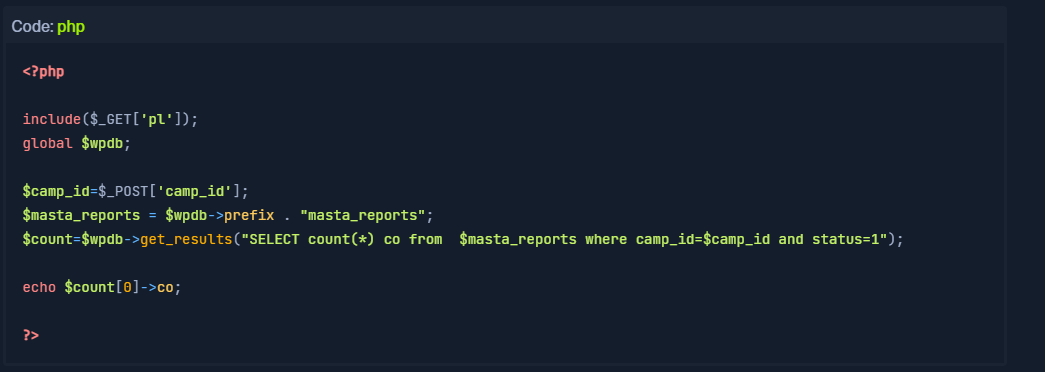 Code: php
<?php
include($_GET['pl']);
global $wpdb;
$camp_id=$_POST['camp_id'];
$masta_reports = $wpdb->prefix . "masta_reports";
$count=$wpdb->get_results("SELECT count(*) co from  $masta_reports where camp_id=$camp_id and status=1");
echo $count[0]->co;
?>